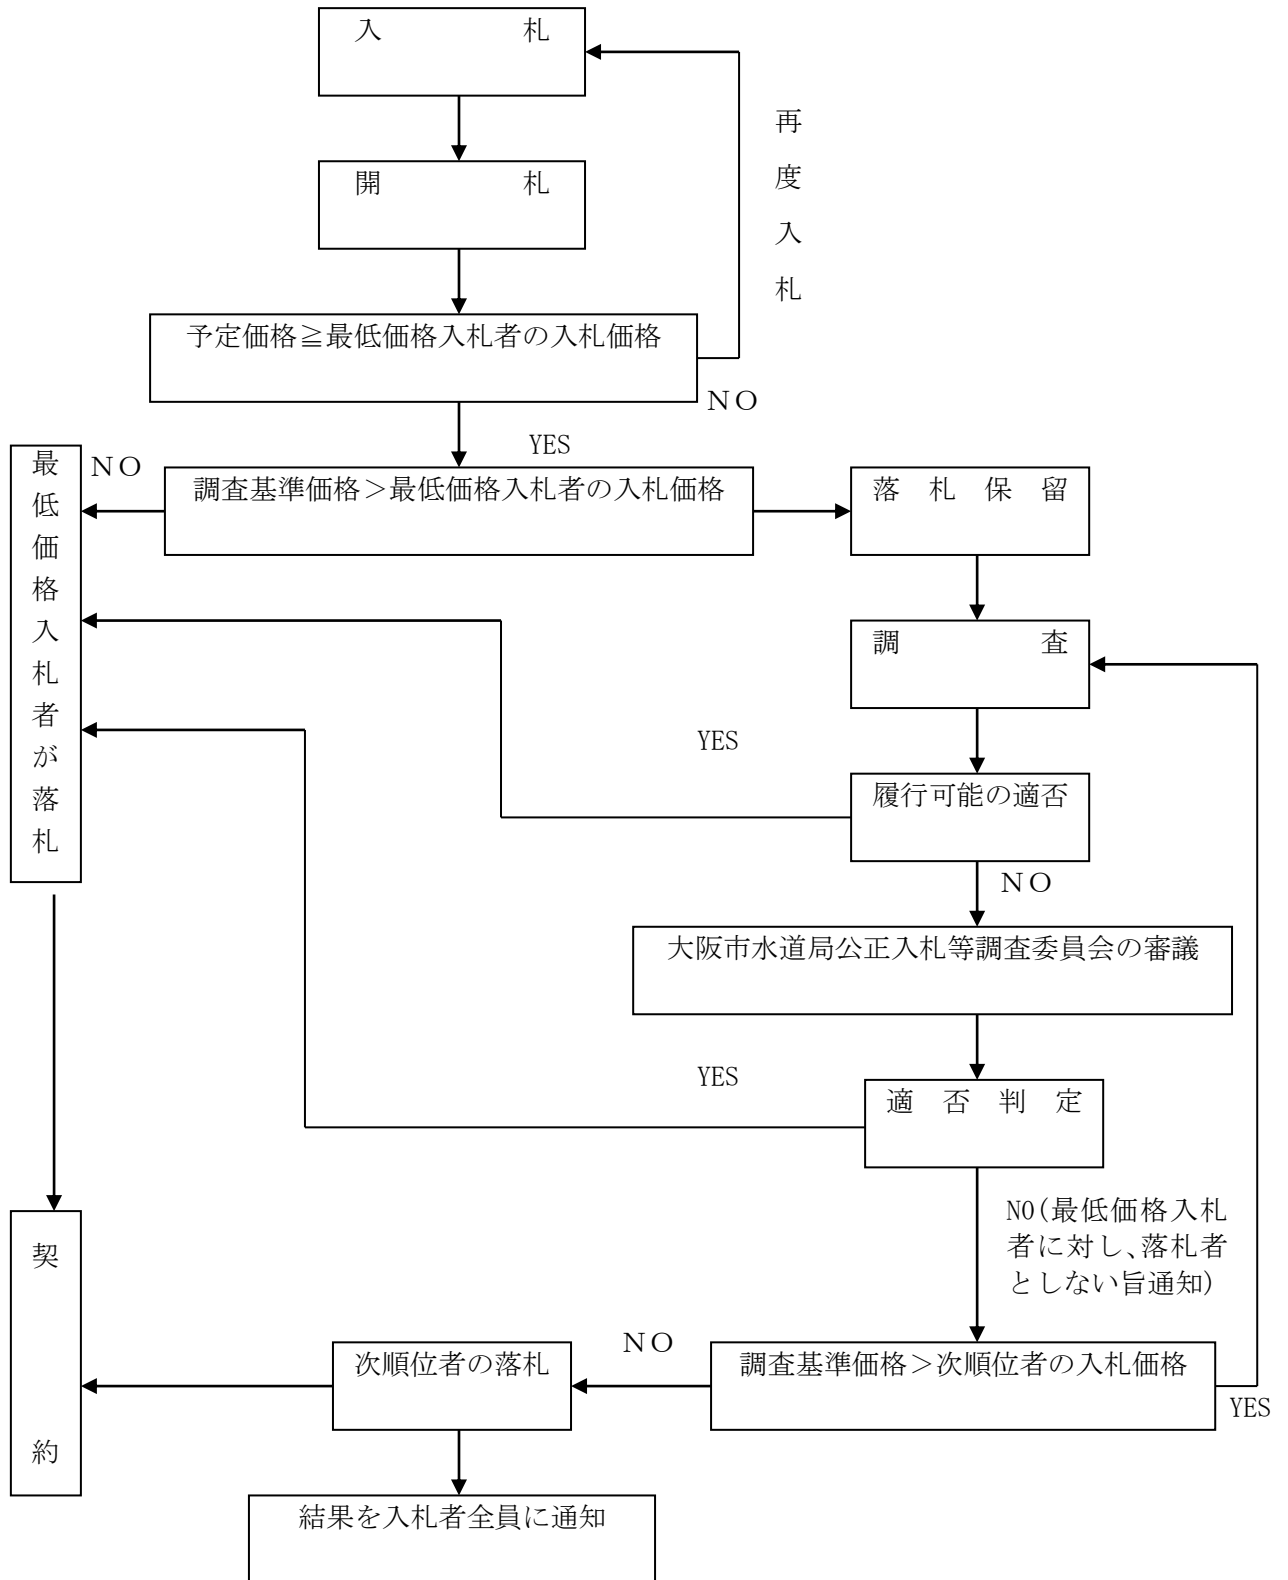 入札
再度入札
開札
予定価格≧最低価格入札者の入札価格
NO
YES
最低価格入札者が落札
NO
調査基準価格＞最低価格入札者の入札価格
落札保留
調査
YES
履行可能の適否
NO
大阪市水道局公正入札等調査委員会の審議
YES
適否判定
NO(最低価格入札
者に対し、落札者
としない旨通知)
契約
NO
次順位者の落札
調査基準価格＞次順位者の入札価格
YES
結果を入札者全員に通知